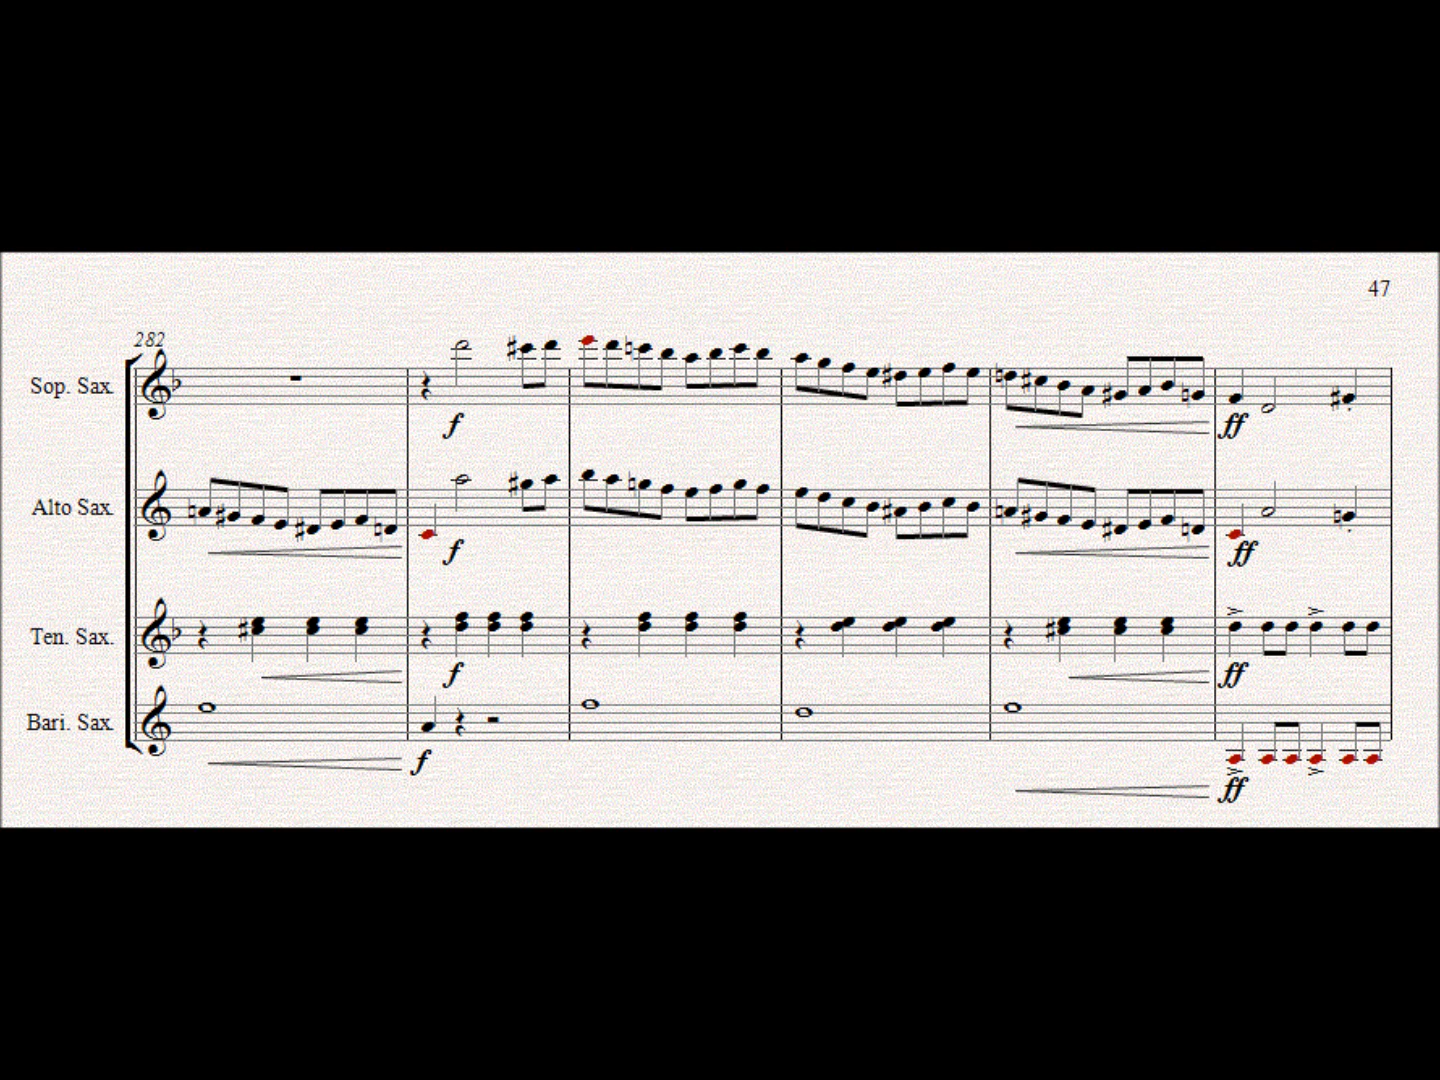 47
282
Sop. Sax.
f
ff
Alto Sax.
f
ff
Ten. Sax.
f
ff
Bari. Sax.
f
ff